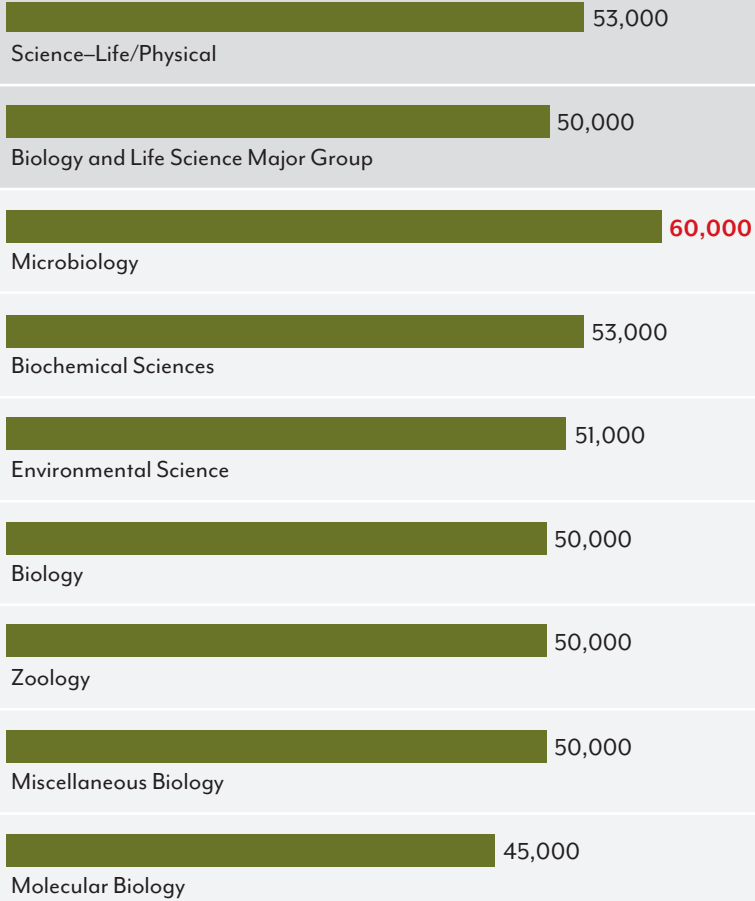 53,000
Science–Life/Physical
50,000
Biology and Life Science Major Group
60,000
Microbiology
53,000
Biochemical Sciences
51,000
Environmental Science
50,000
Biology
50,000
Zoology
50,000
Miscellaneous Biology
45,000
Molecular Biology